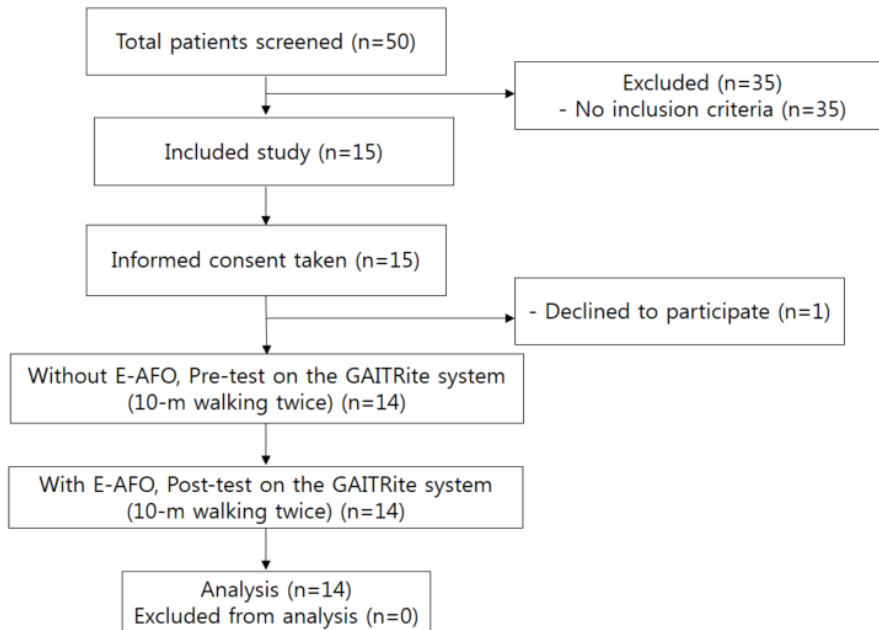 Total patients screened (n=50)
Excluded (n=35)
- No inclusion criteria (n=35)
Included study (n=15)
Informed consent taken (n=15)
- Declined to participate (n=1)
Without E-AFO, Pre-test on the GAITRite system
(10-m walking twice) (n=14)
With E-AFO, Post-test on the GAITRite system
(10-m walking twice) (n=14)
Analysis (n=14)
Excluded from analysis (n=0)